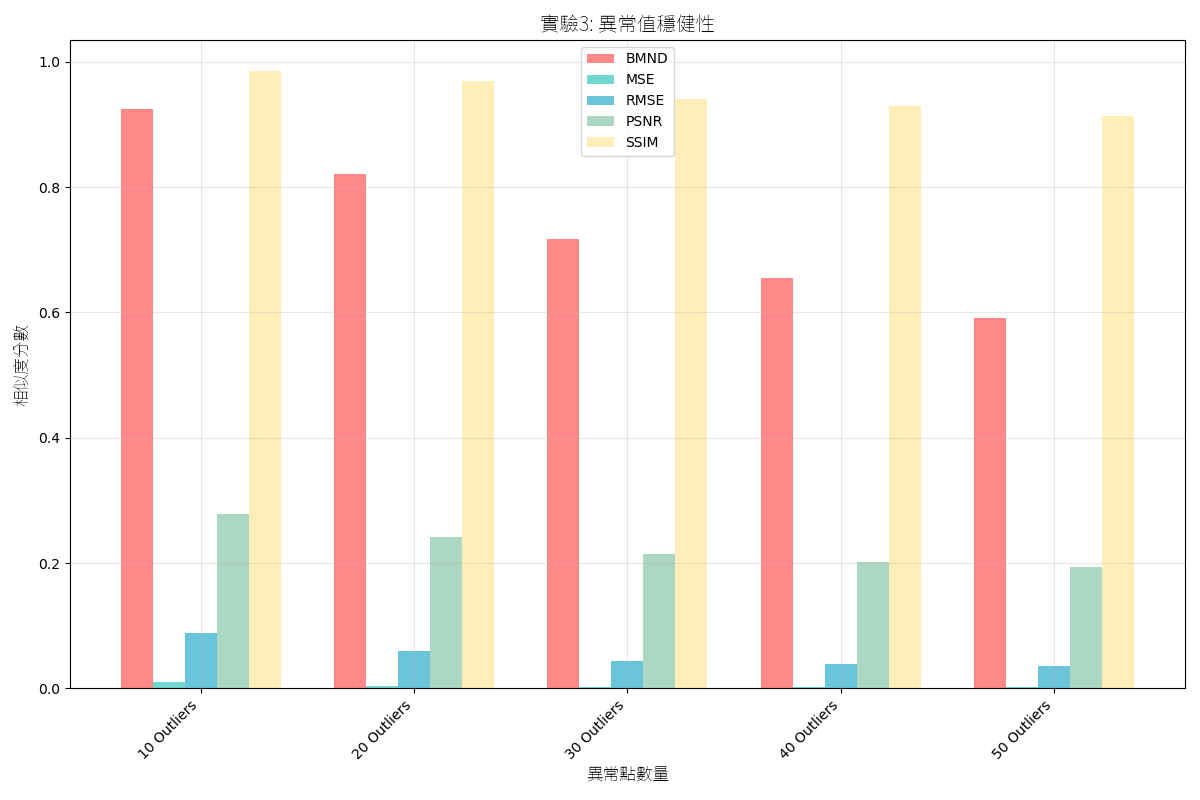 實驗3: 異常值穩健性
BMND
MSE
RMSE
PSNR
SSIM
相似度分數
1.0
0.8
0.6
0.4
0.2
0.0
10 Outliers
20 Outliers
30 Outliers
40 Outliers
50 Outliers
異常點數量